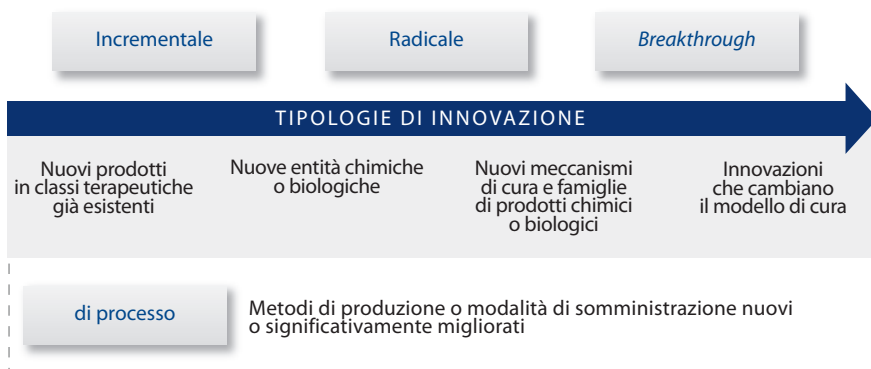 Incrementale
Radicale
Breakthrough
TIPOLOGIE DI INNOVAZIONE
Nuovi prodotti
in classi terapeutiche
già esistenti
Nuove entità chimiche
o biologiche
Nuovi meccanismi
di cura e famiglie
di prodotti chimici
o biologici
Innovazioni
che cambiano
il modello di cura
di processo
Metodi di produzione o modalità di somministrazione nuovi
o significativamente migliorati